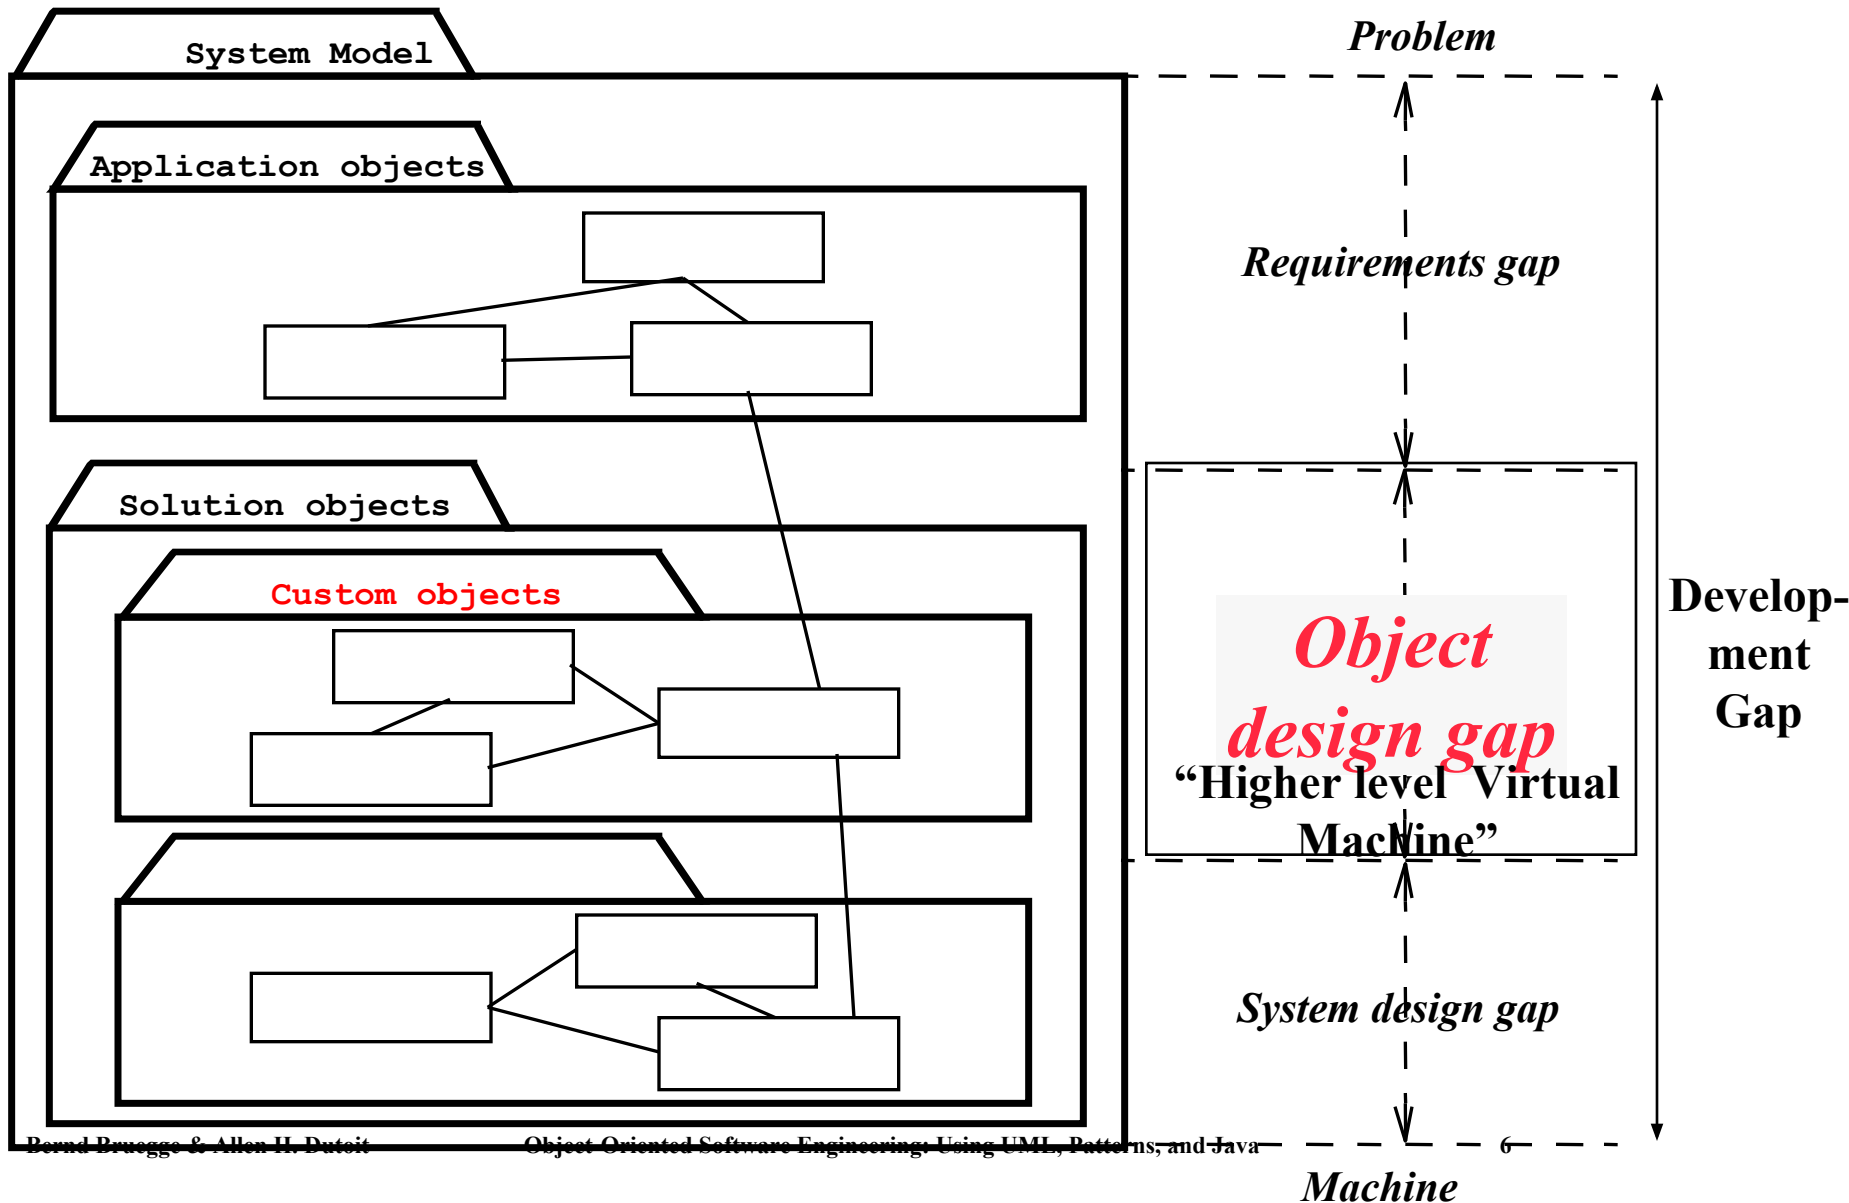 System Model
Problem
Application objects
Requirements gap
Solution objects
Custom objects
Object
design gap
“Higher level Virtual
Machine”
Develop-
ment
Gap
System design gap
Bernd Bruegge & Allen H. Dutoit
Object-Oriented Software Engineering: Using UML, Patterns, and Java
6
Machine